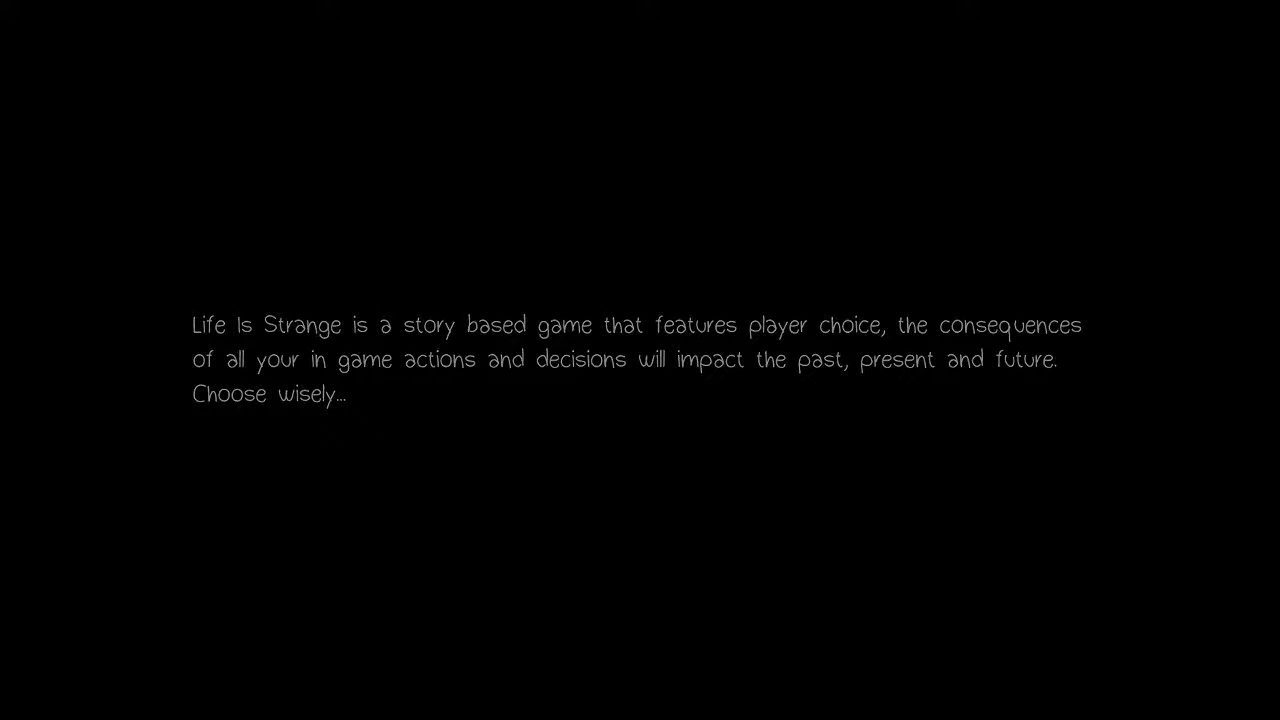 Life Is Strange is a story based game that features player choice, the consequences
of all your in game actions and decisions will impact the past, present and future.
Choose wisely...